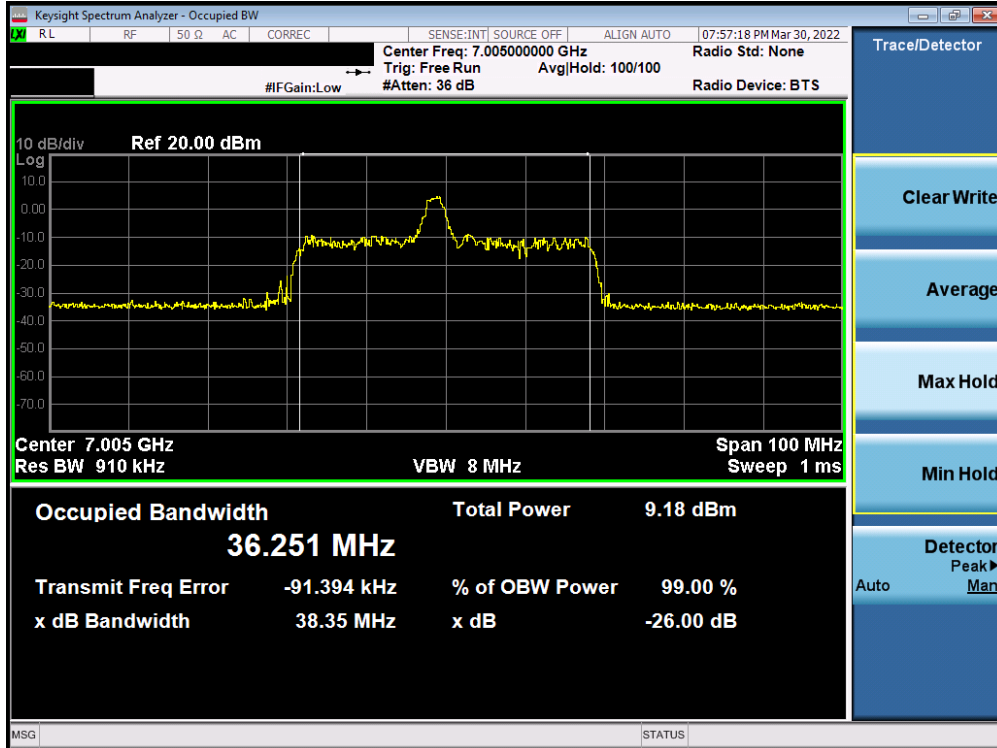 Keysight Spectrum Analyzer - Occupied BW
LXI RL RF 50 Ω AC CORREC SENSE:INT SOURCE OFF ALIGN AUTO 07:57:18 PM Mar 30, 2022
Center Freq: 7.005000000 GHz Radio Std: None
Trig: Free Run Avg|Hold: 100/100
#IFGain:Low #Atten: 36 dB Radio Device: BTS
Trace/Detector
10 dB/div Ref 20.00 dBm
Log
10.0
0.00
-10.0
-20.0
-30.0
-40.0
-50.0
-60.0
-70.0
Center 7.005 GHz Span 100 MHz
Res BW 910 kHz VBW 8 MHz Sweep 1 ms
Occupied Bandwidth Total Power 9.18 dBm
36.251 MHz
Transmit Freq Error -91.394 kHz % of OBW Power 99.00 %
x dB Bandwidth 38.35 MHz x dB -26.00 dB
Clear Write
Average
Max Hold
Min Hold
Detector
Peak▶
Auto Man
MSG STATUS